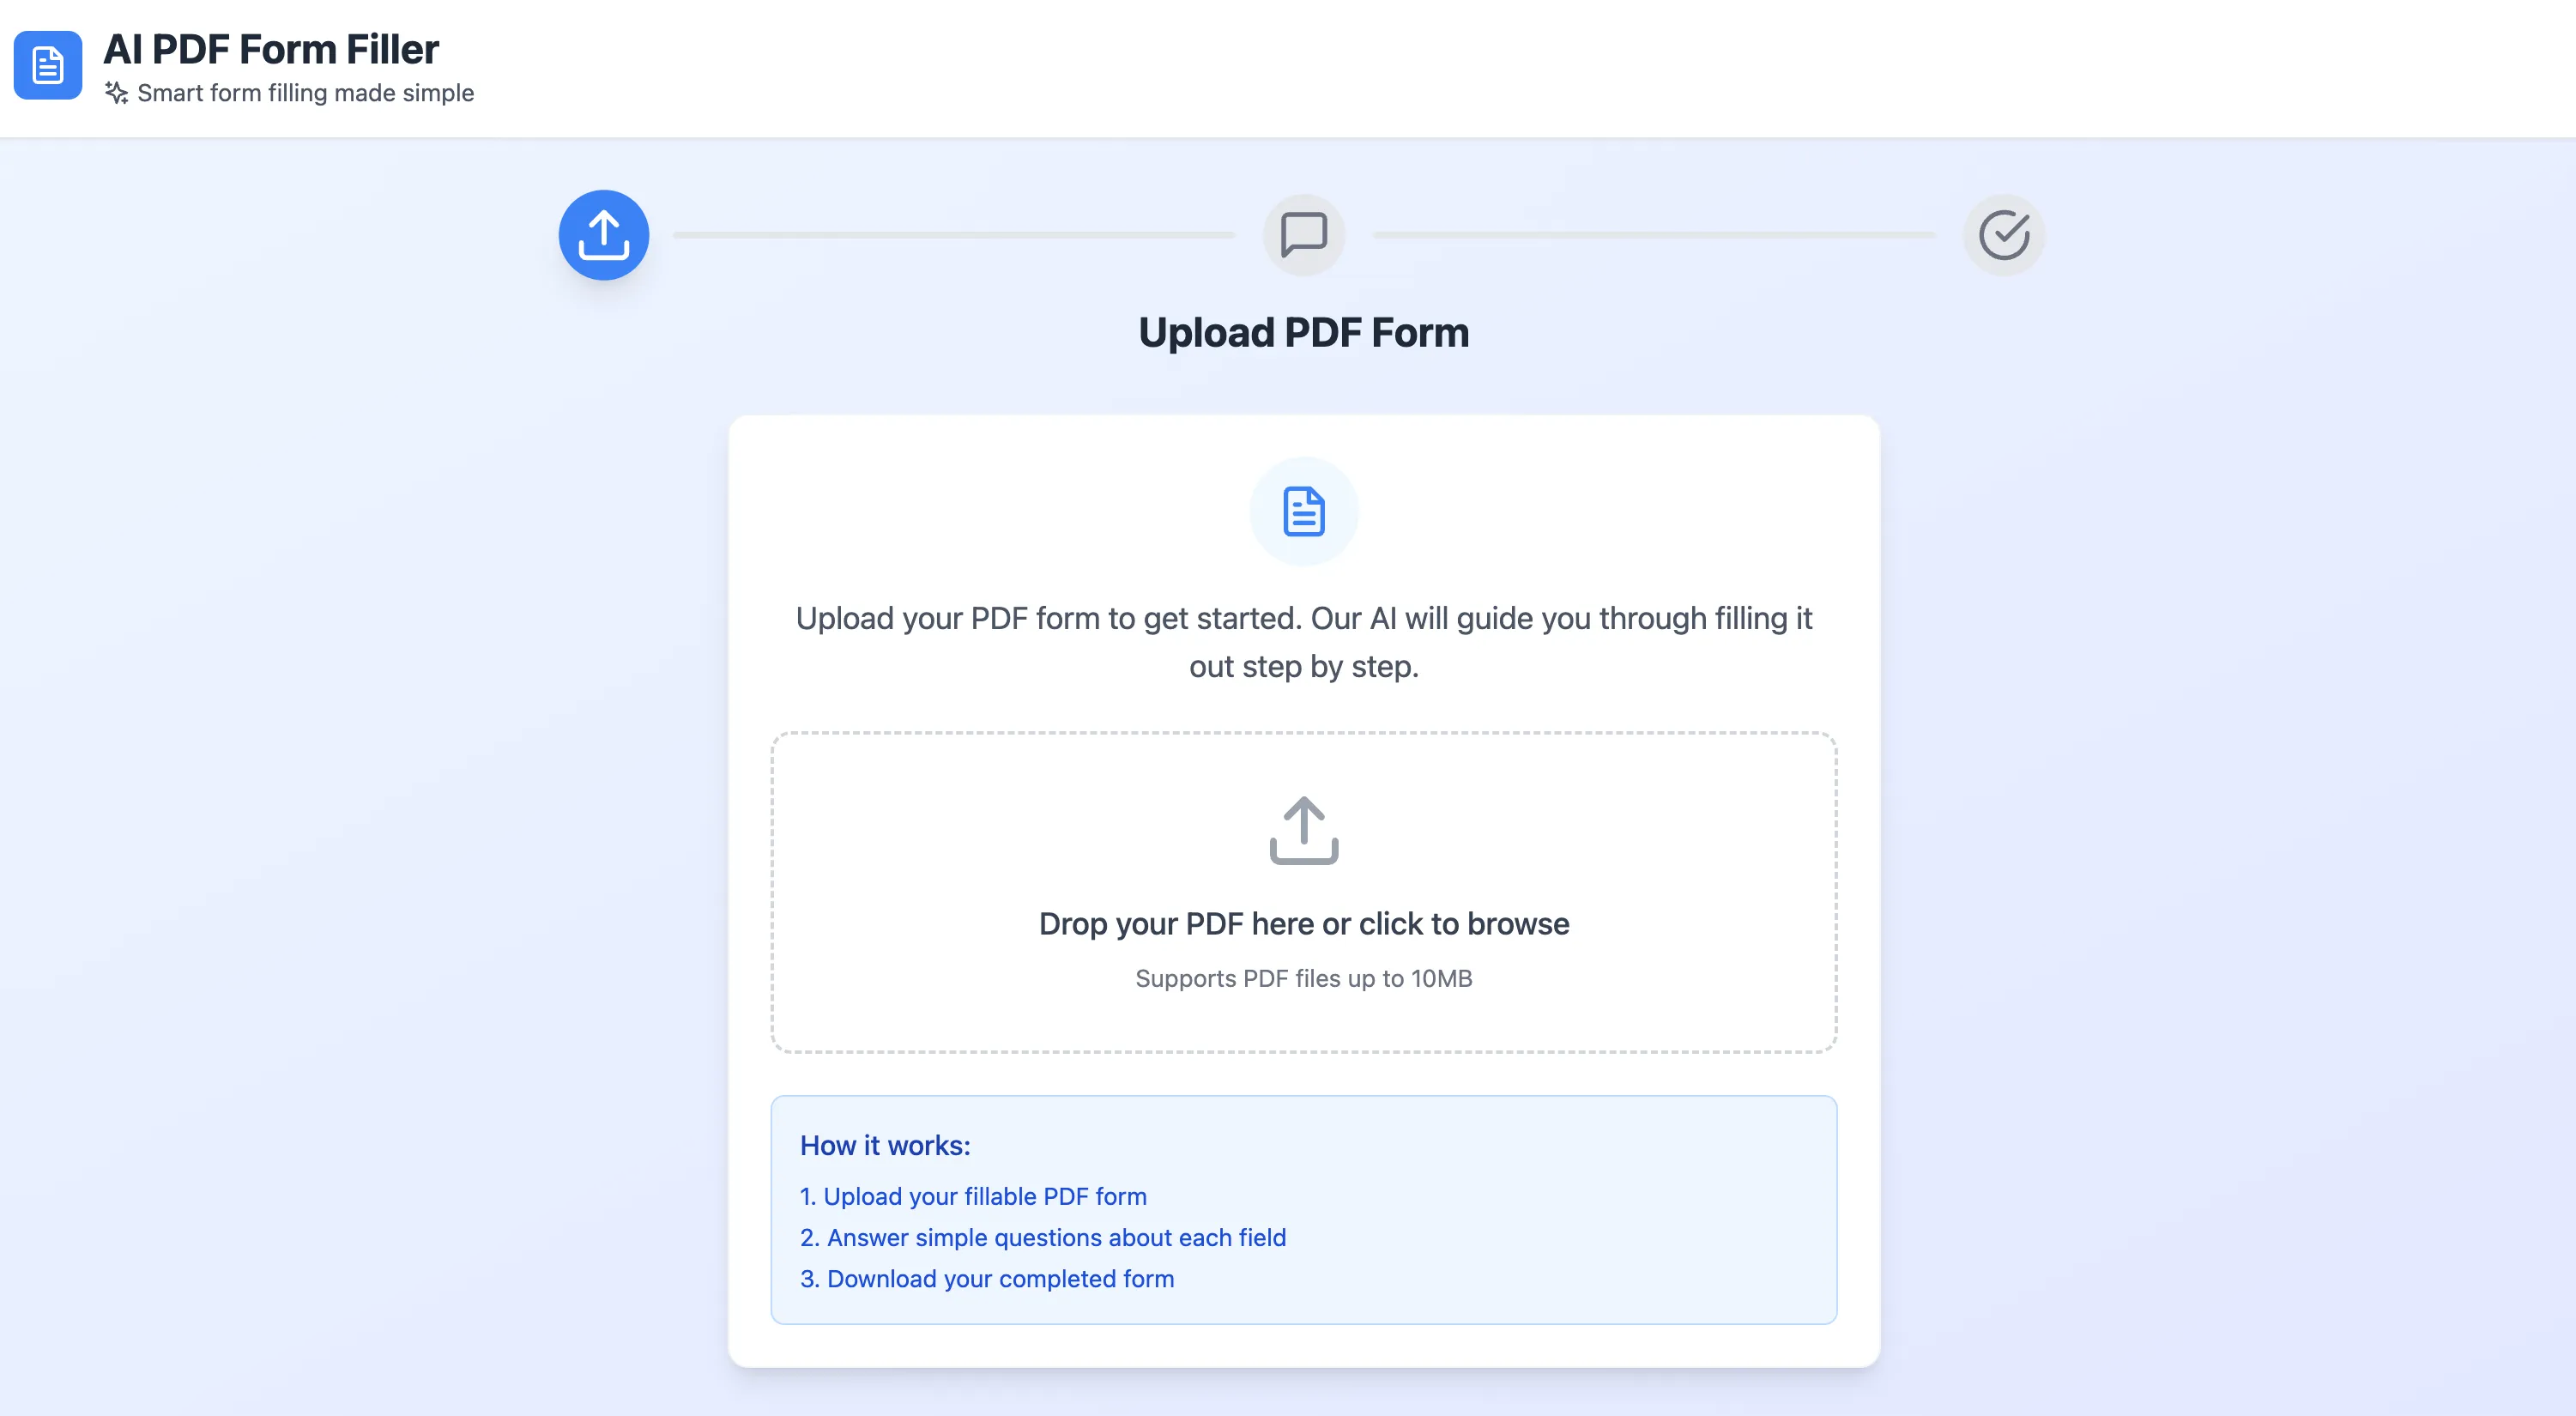 AI PDF Form Filler
Smart form filling made simple
Upload PDF Form
Upload your PDF form to get started. Our AI will guide you through filling it
out step by step.
Drop your PDF here or click to browse
Supports PDF files up to 10MB
How it works:
1. Upload your fillable PDF form
2. Answer simple questions about each field
3. Download your completed form